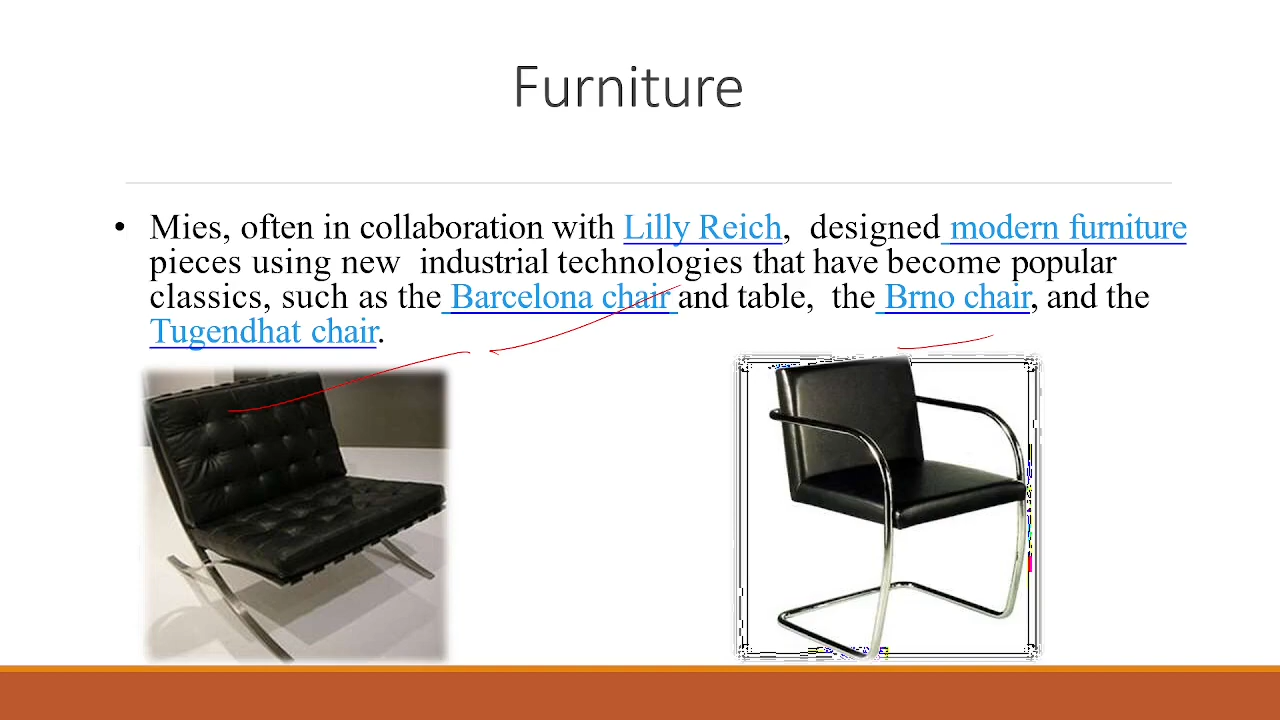 Furniture
• Mies, often in collaboration with Lilly Reich, designed modern furniture
pieces using new industrial technologies that have become popular
classics, such as the Barcelona chair and table, the Brno chair, and the
Tugendhat chair.